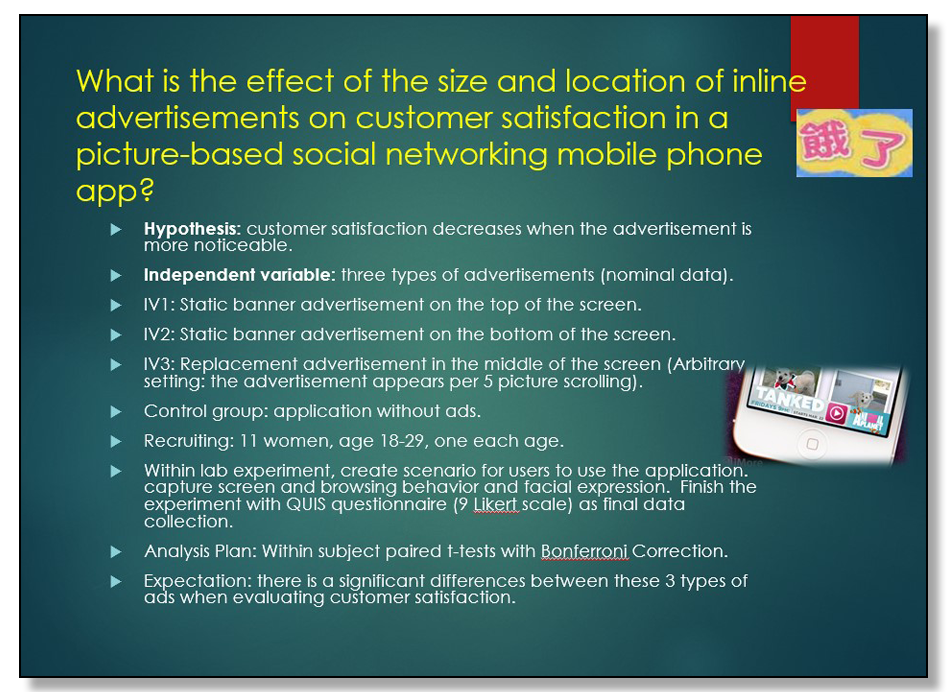 What is the effect of the size and location of inline
advertisements on customer satisfaction in a
picture-based social networking mobile phone
app?
餓了
Hypothesis: customer satisfaction decreases when the advertisement is
more noticeable.
Independent variable: three types of advertisements (nominal data).
IV1: Static banner advertisement on the top of the screen.
IV2: Static banner advertisement on the bottom of the screen.
IV3: Replacement advertisement in the middle of the screen (Arbitrary
setting: the advertisement appears per 5 picture scrolling).
TANKED
Control group: application without ads.
Recruiting: 11 women, age 18-29, one each age.
Within lab experiment, create scenario for users to use the application.
capture screen and browsing behavior and facial expression.  Finish the
experiment with QUIS questionnaire (9 Likert scale) as final data
collection.
Analysis Plan: Within subject paired t-tests with Bonferroni Correction.
Expectation: there is a significant differences between these 3 types of
ads when evaluating customer satisfaction.